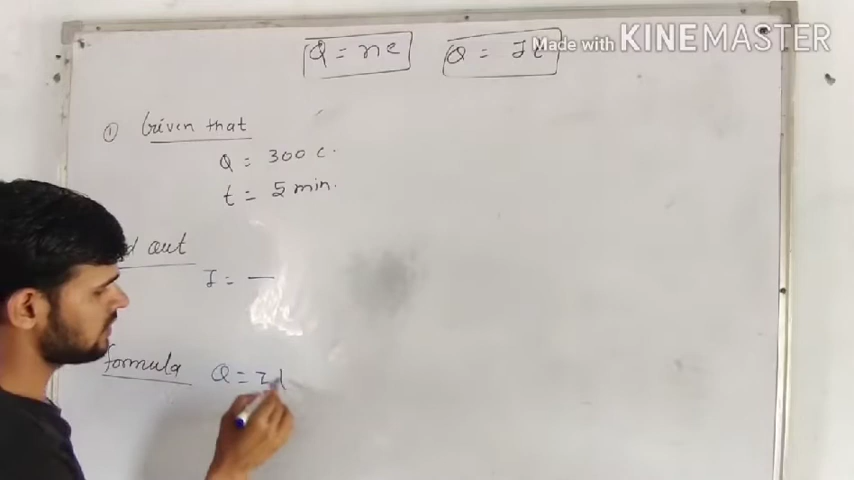 Q = ne Q = It
Made with KINEMASTER
① Given that
Q = 300 C.
t = 5 min.
out
I = —
formula Q = It